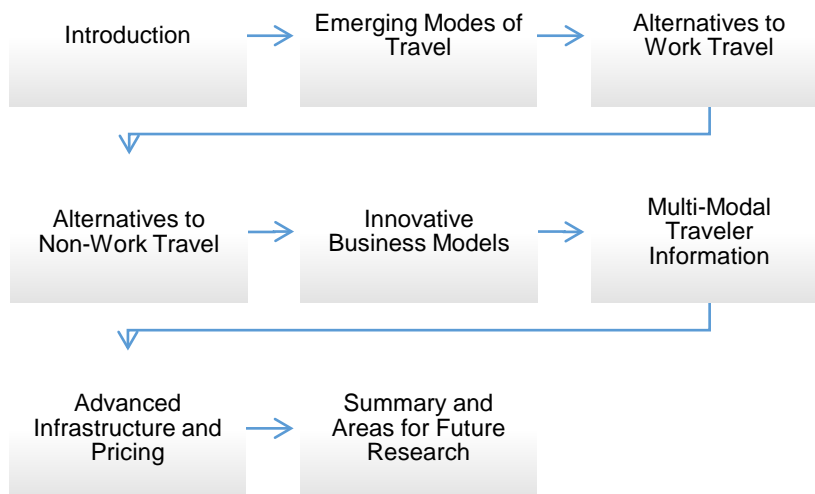 Introduction
Emerging Modes of
Travel
Alternatives to
Work Travel
Alternatives to
Non-Work Travel
Innovative
Business Models
Multi-Modal
Traveler
Information
Advanced
Infrastructure and
Pricing
Summary and
Areas for Future
Research